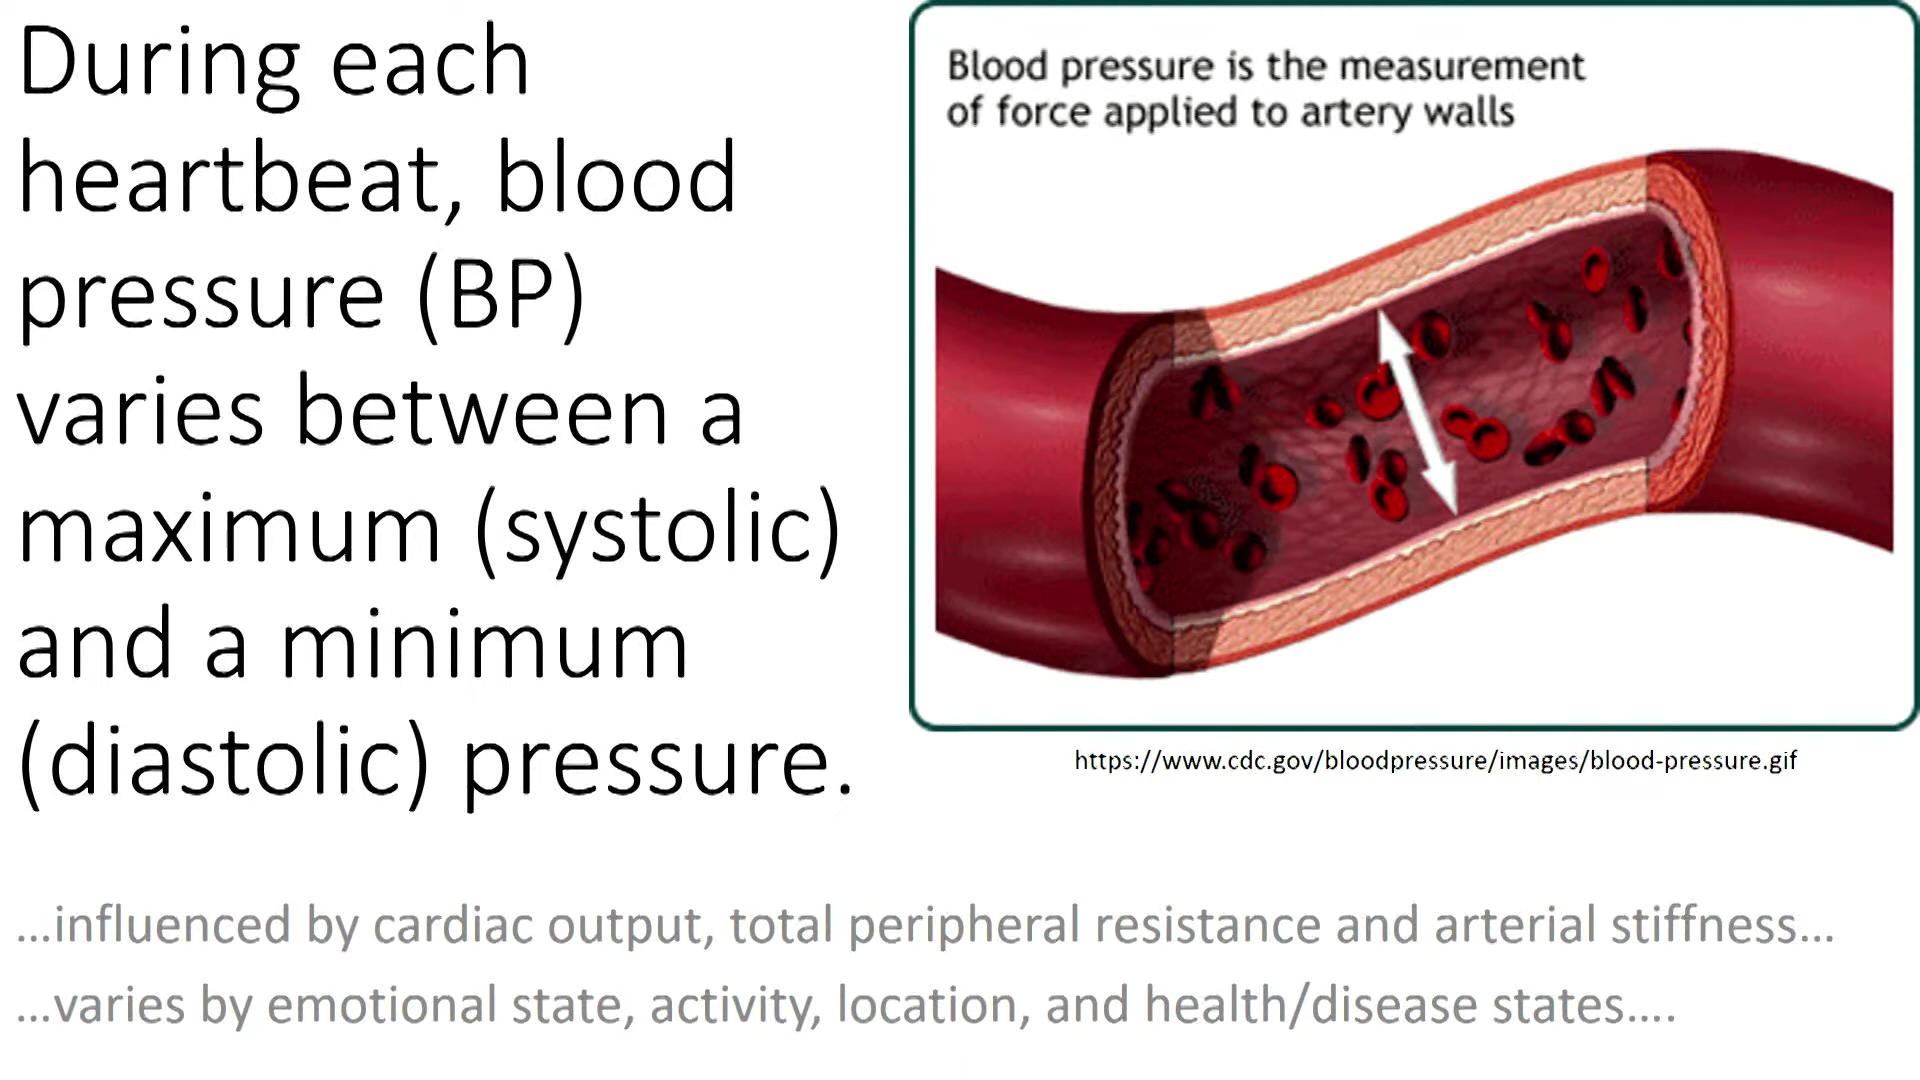 During each
heartbeat, blood
pressure (BP)
varies between a
maximum (systolic)
and a minimum
(diastolic) pressure.
Blood pressure is the measurement
of force applied to artery walls
https://www.cdc.gov/bloodpressure/images/blood-pressure.gif
...influenced by cardiac output, total peripheral resistance and arterial stiffness...
...varies by emotional state, activity, location, and health/disease states....